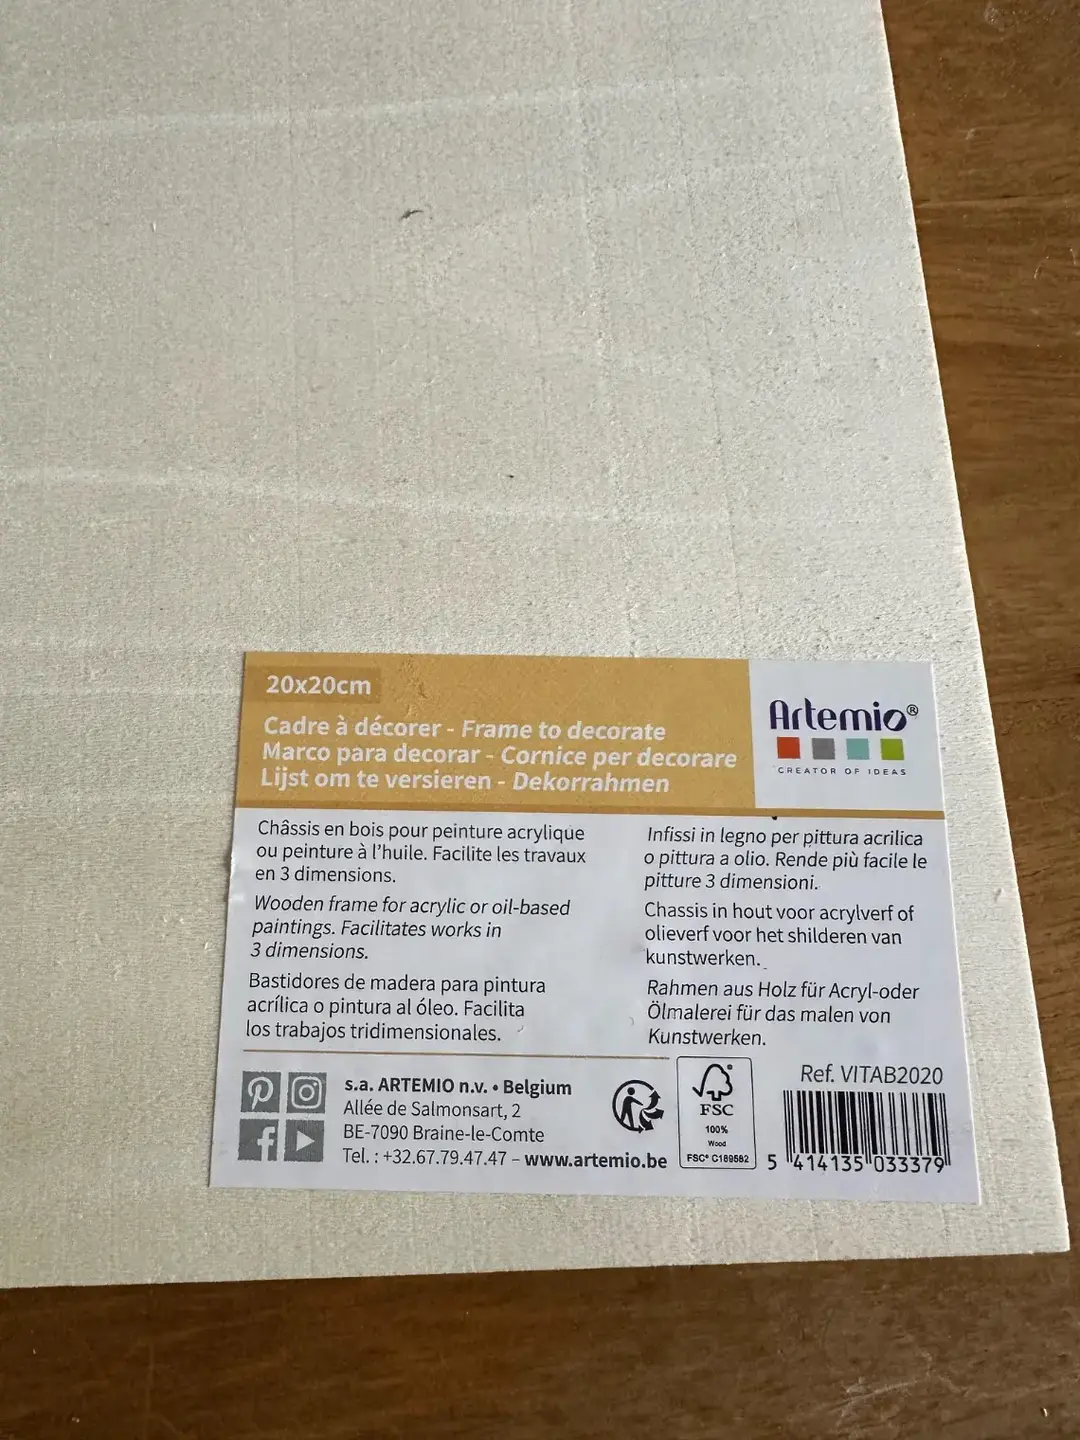 20x20cm
Cadre à décorer - Frame to decorate
Marco para decorar - Cornice per decorare
Lijst om te versieren - Dekorrahmen
Artemio®
CREATOR OF IDEAS
Châssis en bois pour peinture acrylique
ou peinture à l'huile. Facilite les travaux
en 3 dimensions.
Wooden frame for acrylic or oil-based
paintings. Facilitates works in
3 dimensions.
Bastidores de madera para pintura
acrílica o pintura al óleo. Facilita
los trabajos tridimensionales.
Infissi in legno per pittura acrilica
o pittura a olio. Rende più facile le
pitture 3 dimensioni.
Chassis in hout voor acrylverf of
olieverf voor het shilderen van
kunstwerken.
Rahmen aus Holz für Acryl-oder
Ölmalerei für das malen von
Kunstwerken.
s.a. ARTEMIO n.v. • Belgium
Allée de Salmonsart, 2
BE-7090 Braine-le-Comte
Tel. : +32.67.79.47.47 – www.artemio.be
FSC
100%
Wood
FSC® C189582
Ref. VITAB2020
5 414135 033379